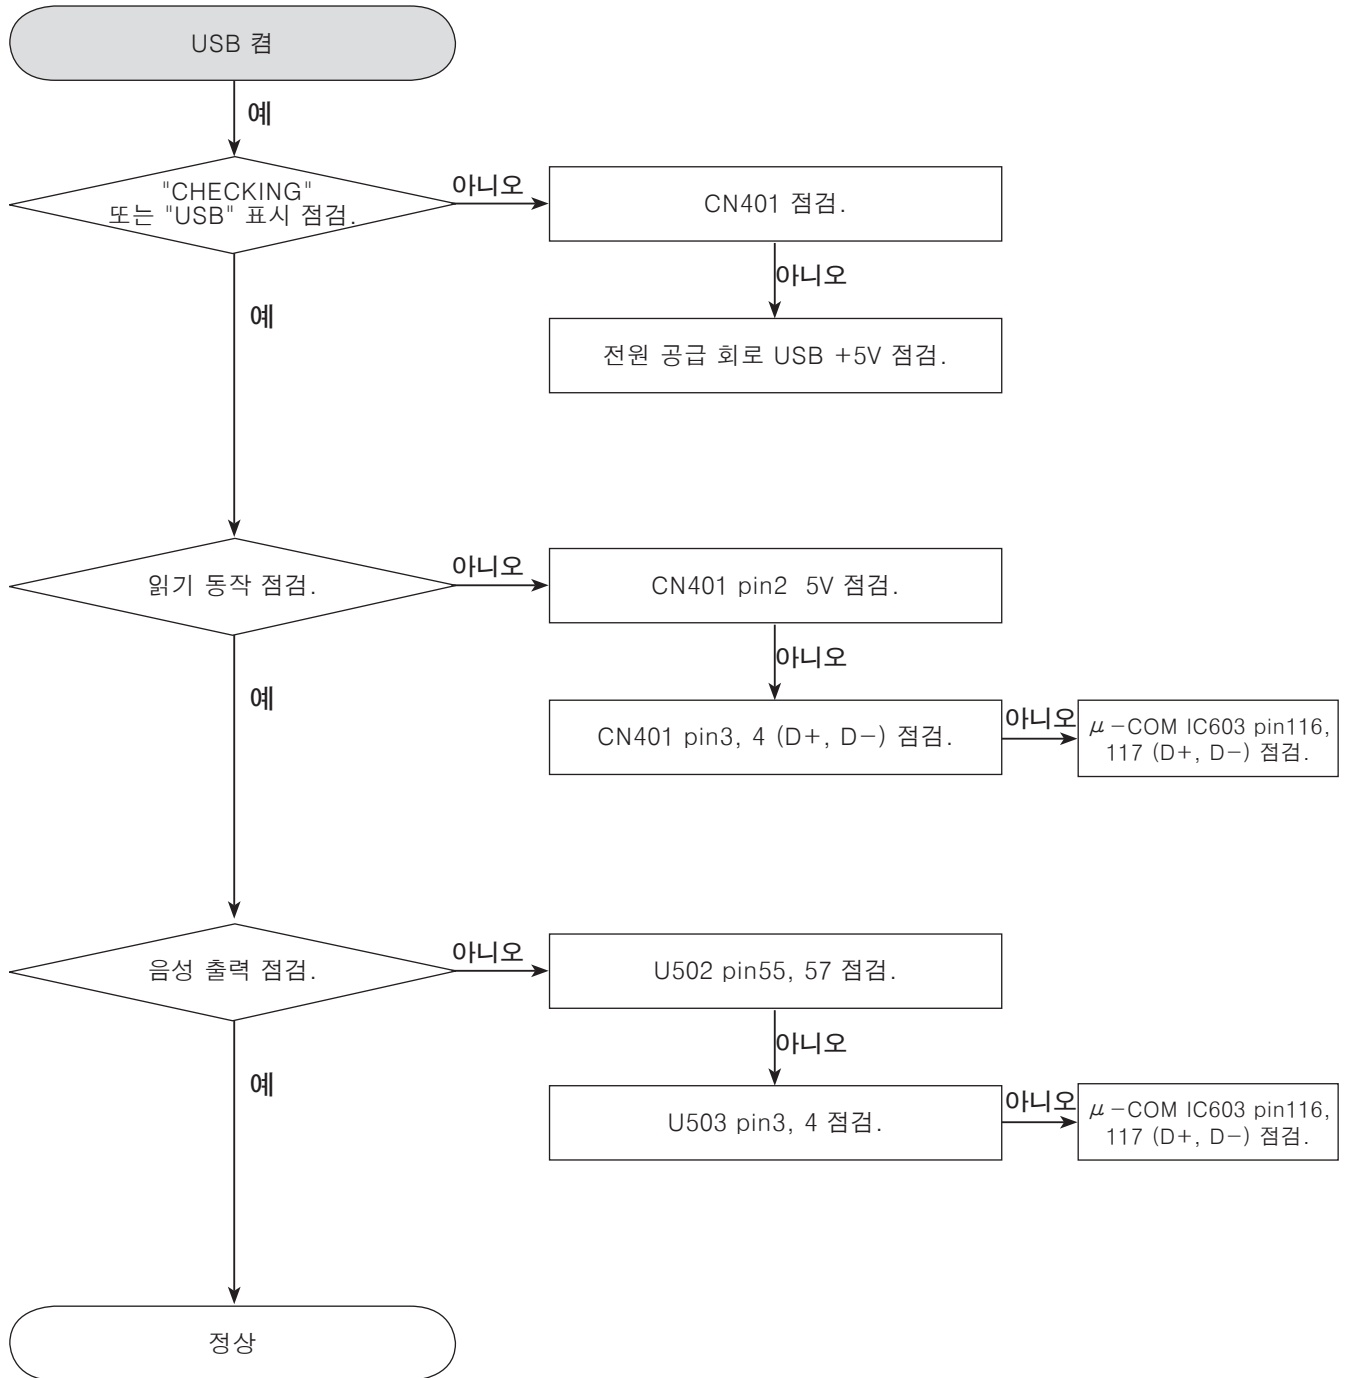 USB 켬
예
"CHECKING"
또는 "USB" 표시 점검.
아니오
CN401 점검.
아니오
전원 공급 회로 USB +5V 점검.
예
읽기 동작 점검.
아니오
CN401 pin2 5V 점검.
아니오
CN401 pin3, 4 (D+, D-) 점검.
아니오
μ-COM IC603 pin116,
117 (D+, D-) 점검.
예
음성 출력 점검.
아니오
U502 pin55, 57 점검.
아니오
U503 pin3, 4 점검.
아니오
μ-COM IC603 pin116,
117 (D+, D-) 점검.
예
정상